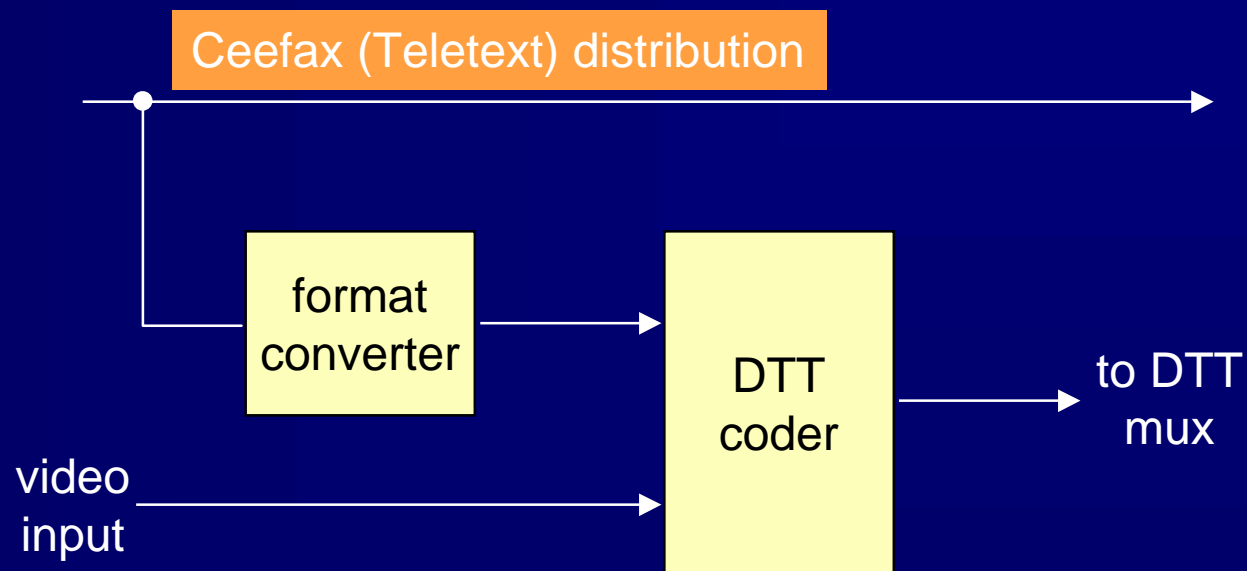 Ceefax (Teletext) distribution
format
converter
DTT
coder
to DTT
mux
video
input